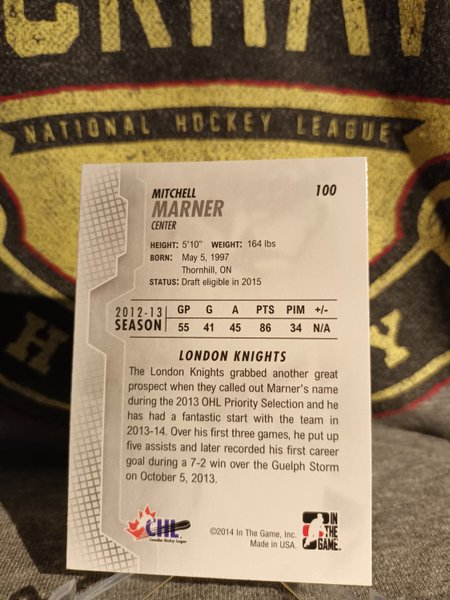 CKHAW
NATIONAL HOCKEY LEAGUE
MITCHELL 100
MARNER
CENTER
HEIGHT: 5'10" WEIGHT: 164 lbs
BORN: May 5, 1997
Thornhill, ON
STATUS: Draft eligible in 2015
2012-13 SEASON GP G A PTS PIM +/-
55 41 45 86 34 N/A
LONDON KNIGHTS
The London Knights grabbed another great
prospect when they called out Marner's name
during the 2013 OHL Priority Selection and he
has had a fantastic start with the team in
2013-14. Over his first three games, he put up
five assists and later recorded his first career
goal during a 7-2 win over the Guelph Storm
on October 5, 2013.
CHL
Canadian Hockey League
©2014 In The Game, Inc.
Made in USA.
IN
THE
GAME.
H
Y